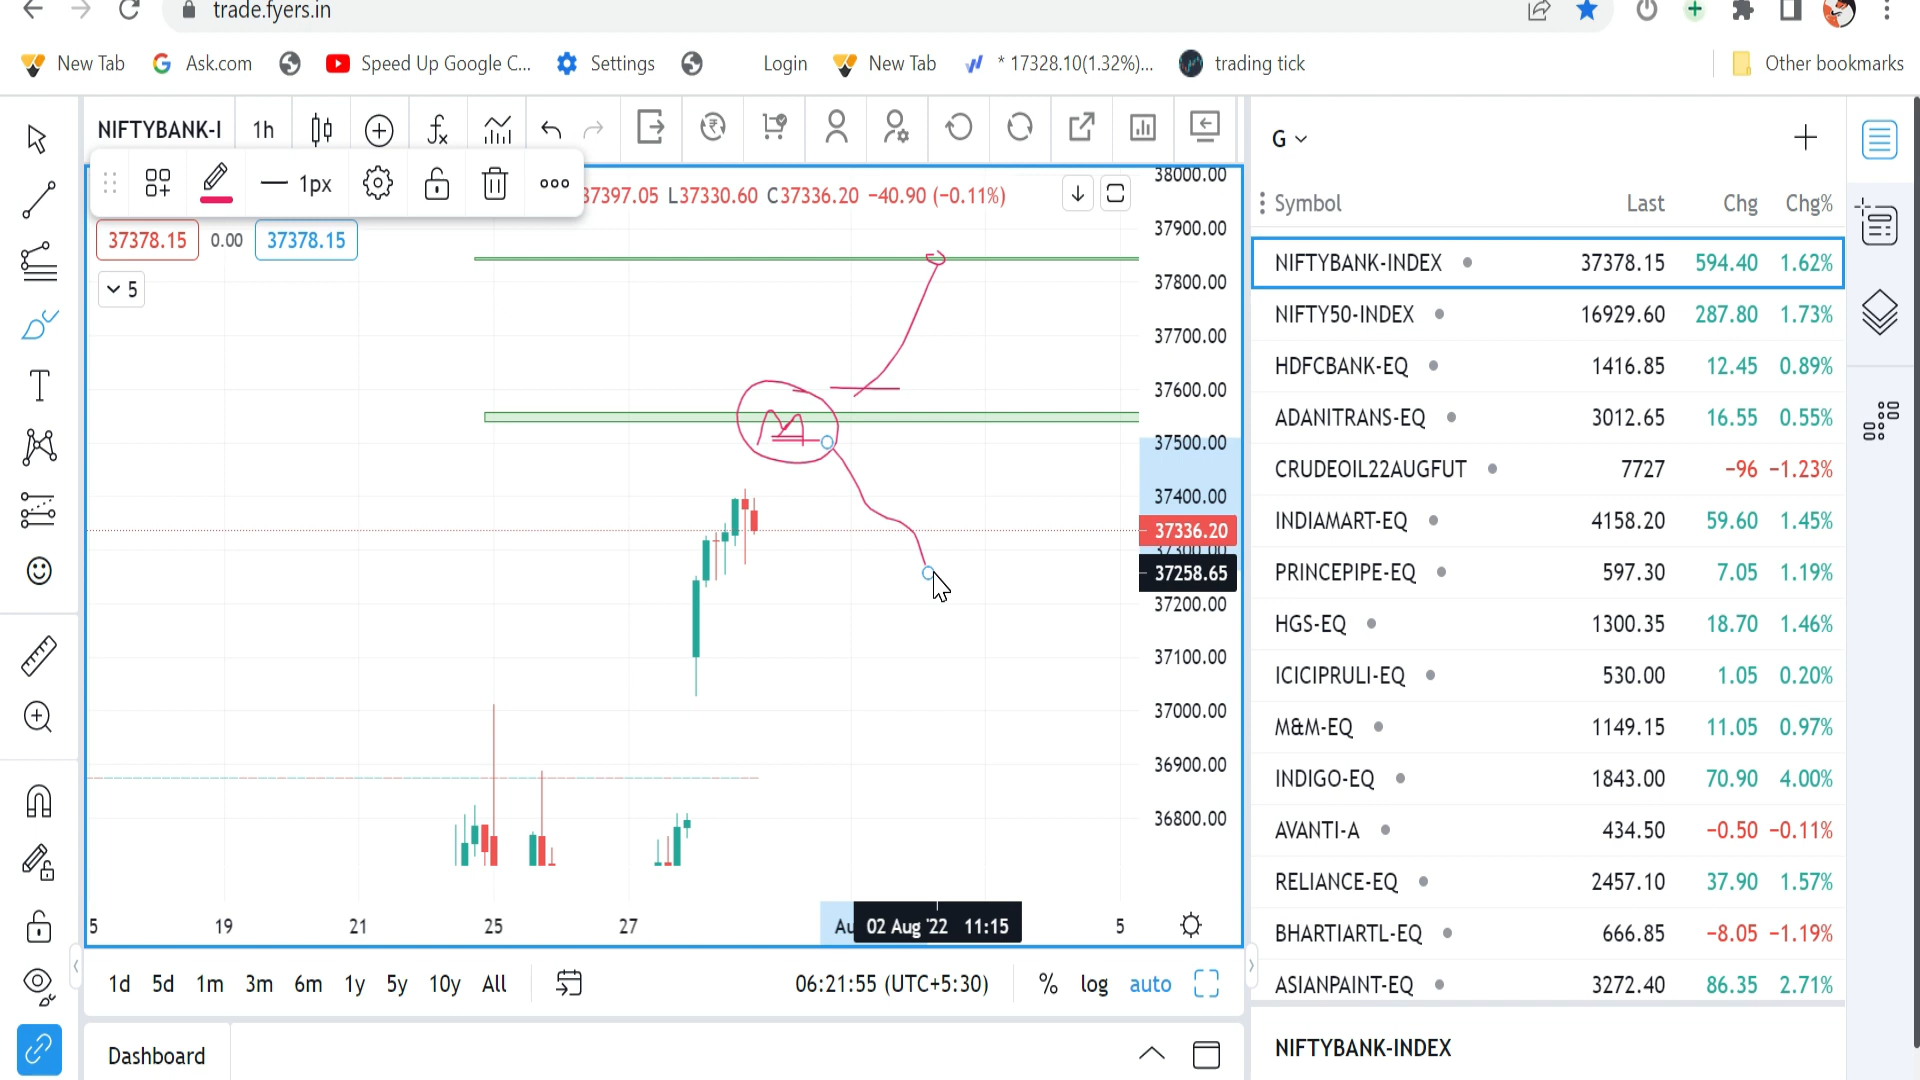 trade.fyers.in
New Tab Ask.com Speed Up Google C... Settings Login New Tab * 17328.10(1.32%)... trading tick Other bookmarks
NIFTYBANK-I 1h
1px
37397.05 L37330.60 C37336.20 −40.90 (−0.11%)
37378.15 0.00 37378.15
5
38000.00
37900.00
37800.00
37700.00
37600.00
37500.00
37400.00
37336.20
37300.00
37258.65
37200.00
37100.00
37000.00
36900.00
36800.00
5 19 21 25 27 Au 02 Aug '22 11:15 5
1d 5d 1m 3m 6m 1y 5y 10y All 06:21:55 (UTC+5:30) % log auto
Dashboard
G
Symbol Last Chg Chg%
NIFTYBANK-INDEX 37378.15 594.40 1.62%
NIFTY50-INDEX 16929.60 287.80 1.73%
HDFCBANK-EQ 1416.85 12.45 0.89%
ADANITRANS-EQ 3012.65 16.55 0.55%
CRUDEOIL22AUGFUT 7727 −96 −1.23%
INDIAMART-EQ 4158.20 59.60 1.45%
PRINCEPIPE-EQ 597.30 7.05 1.19%
HGS-EQ 1300.35 18.70 1.46%
ICICIPRULI-EQ 530.00 1.05 0.20%
M&M-EQ 1149.15 11.05 0.97%
INDIGO-EQ 1843.00 70.90 4.00%
AVANTI-A 434.50 −0.50 −0.11%
RELIANCE-EQ 2457.10 37.90 1.57%
BHARTIARTL-EQ 666.85 −8.05 −1.19%
ASIANPAINT-EQ 3272.40 86.35 2.71%
NIFTYBANK-INDEX